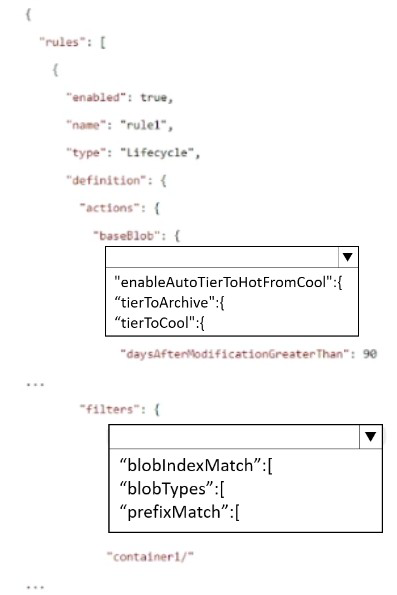 {
"rules": [
{
"enabled": true,
"name": "rule1",
"type": "Lifecycle",
"definition": {
"actions": {
"baseBlob": {
"enableAutoTierToHotFromCool":{
“tierToArchive":{
“tierToCool":{
"daysAfterModificationGreaterThan": 90
...
"filters": {
“blobIndexMatch”:[
“blobTypes”:[
“prefixMatch”:[
"container1/"
...